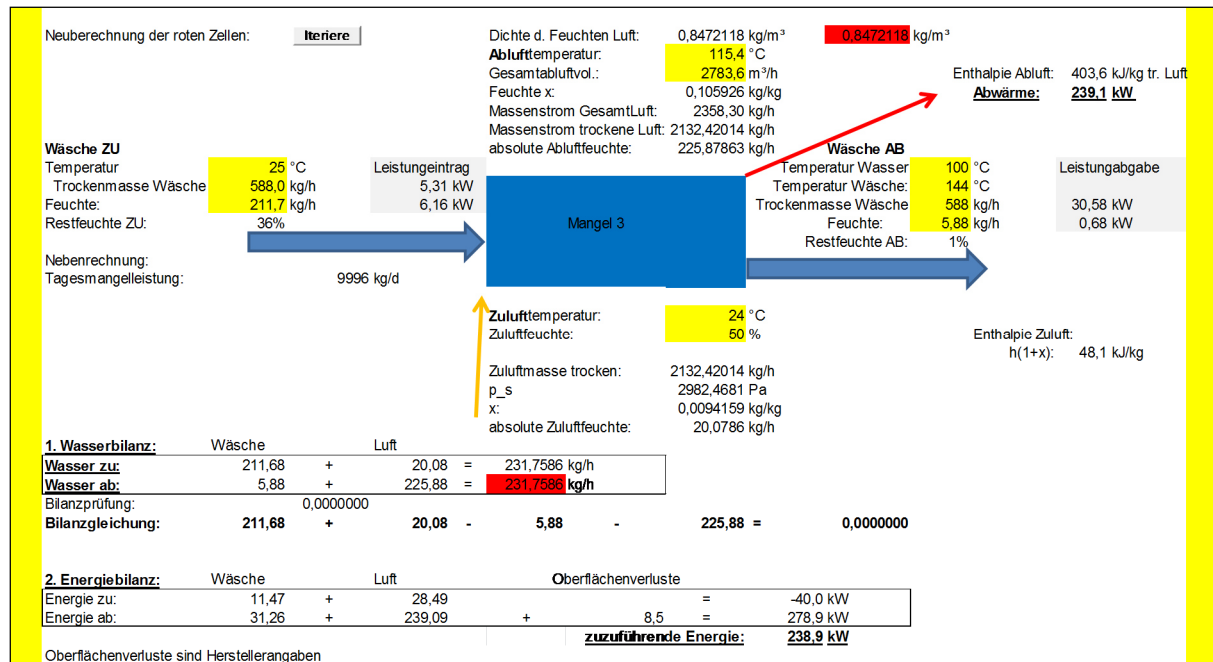 Neuberechnung der roten Zellen: Iteriere Dichte d. Feuchten Luft: 0,8472118 kg/m³ 0,8472118 kg/m³
Ablufttemperatur: 115,4 °C
Gesamtabluftvol.: 2783,6 m³/h Enthalpie Abluft: 403,6 kJ/kg tr. Luft
Feuchte x: 0,105926 kg/kg Abwärme: 239,1 kW
Massenstrom GesamtLuft: 2358,30 kg/h
Massenstrom trockene Luft: 2132,42014 kg/h
Wäsche ZU absolute Abluftfeuchte: 225,87863 kg/h Wäsche AB
Temperatur 25 °C Leistungeintrag Temperatur Wasser 100 °C Leistungabgabe
Trockenmasse Wäsche 588,0 kg/h 5,31 kW Temperatur Wäsche: 144 °C
Feuchte: 211,7 kg/h 6,16 kW Trockenmasse Wäsche 588 kg/h 30,58 kW
Restfeuchte ZU: 36% Mangel 3 Feuchte: 5,88 kg/h 0,68 kW
Restfeuchte AB: 1%
Nebenrechnung:
Tagesmangelleistung: 9996 kg/d
Zulufttemperatur: 24 °C
Zuluftfeuchte: 50 % Enthalpie Zuluft:
h(1+x): 48,1 kJ/kg
Zuluftmasse trocken: 2132,42014 kg/h
p_s 2982,4681 Pa
x: 0,0094159 kg/kg
absolute Zuluftfeuchte: 20,0786 kg/h
1. Wasserbilanz: Wäsche Luft
Wasser zu: 211,68 + 20,08 = 231,7586 kg/h
Wasser ab: 5,88 + 225,88 = 231,7586 kg/h
Bilanzprüfung: 0,0000000
Bilanzgleichung: 211,68 + 20,08 - 5,88 - 225,88 = 0,0000000
2. Energiebilanz: Wäsche Luft Oberflächenverluste
Energie zu: 11,47 + 28,49 = -40,0 kW
Energie ab: 31,26 + 239,09 + 8,5 = 278,9 kW
zuzuführende Energie: 238,9 kW
Oberflächenverluste sind Herstellerangaben